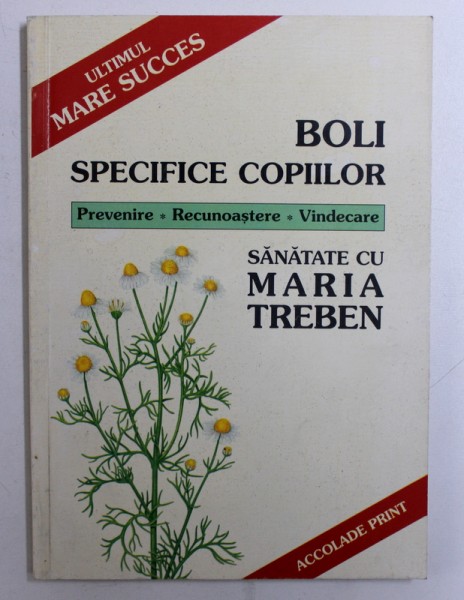 ULTIMUL
MARE SUCCES
BOLI
SPECIFICE COPIILOR
Prevenire * Recunoaștere * Vindecare
SĂNĂTATE CU
MARIA
TREBEN
ACCOLADE PRINT